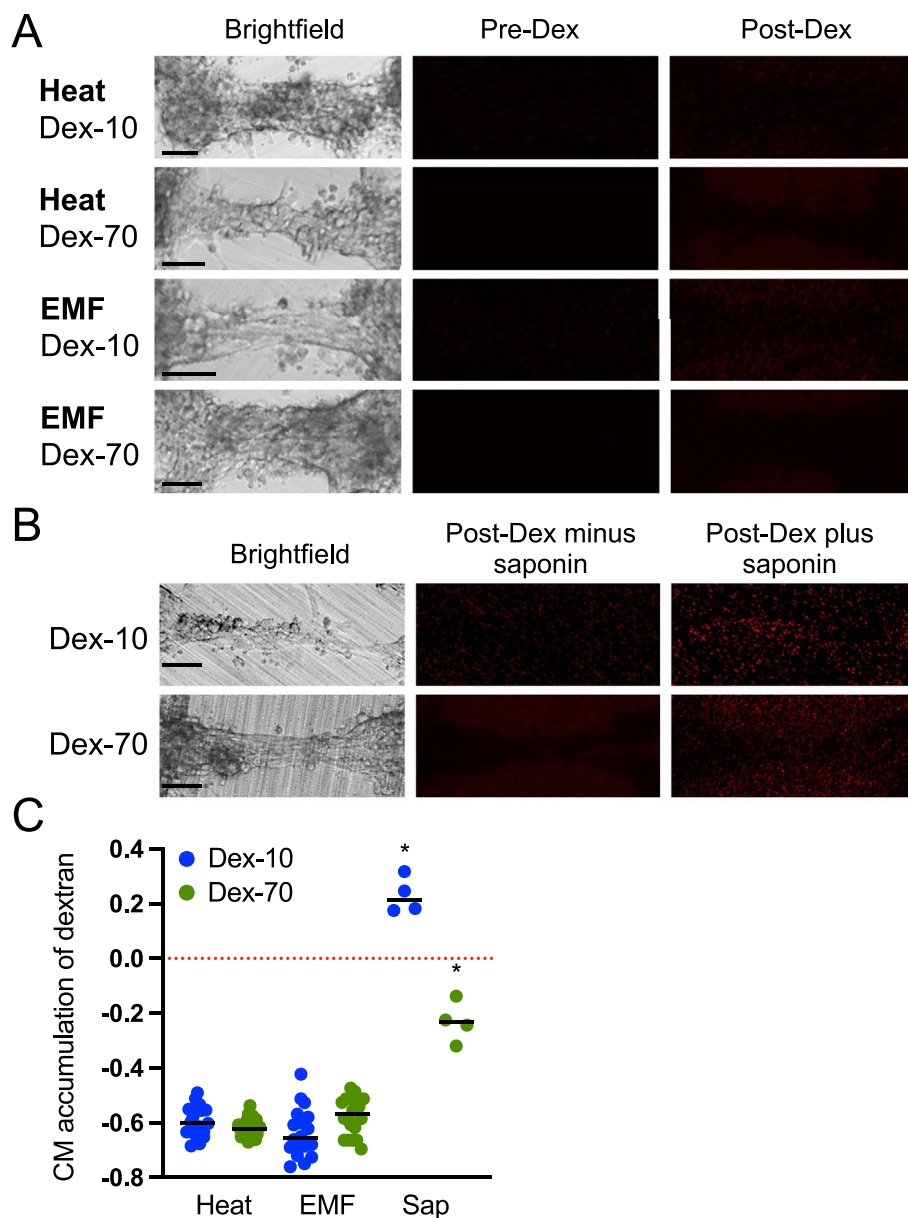 A
Brightfield
Pre-Dex
Post-Dex
Heat
Dex-10
Heat
Dex-70
EMF
Dex-10
EMF
Dex-70
B
Brightfield
Post-Dex minus
saponin
Post-Dex plus
saponin
Dex-10
Dex-70
C
CM accumulation of dextran
0.4
0.2
0.0
-0.2
-0.4
-0.6
-0.8
Dex-10
Dex-70
*
*
Heat
EMF
Sap